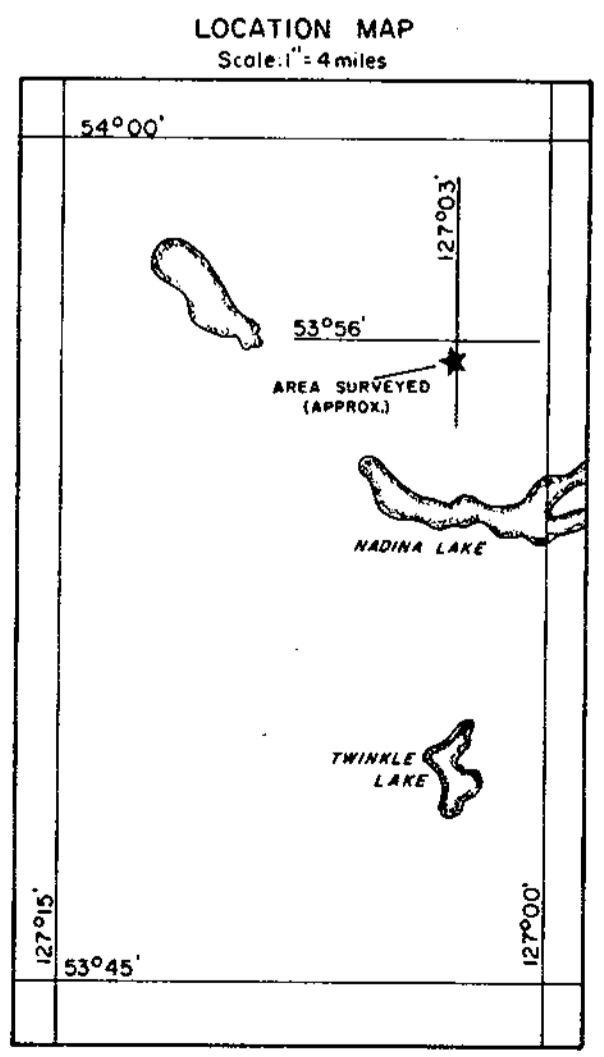 LOCATION MAP
Scale: 1" = 4 miles
54°00'
127°03'
53°56'
AREA SURVEYED
(APPROX.)
NADINA LAKE
TWINKLE
LAKE
127°15'
127°00'
53°45'